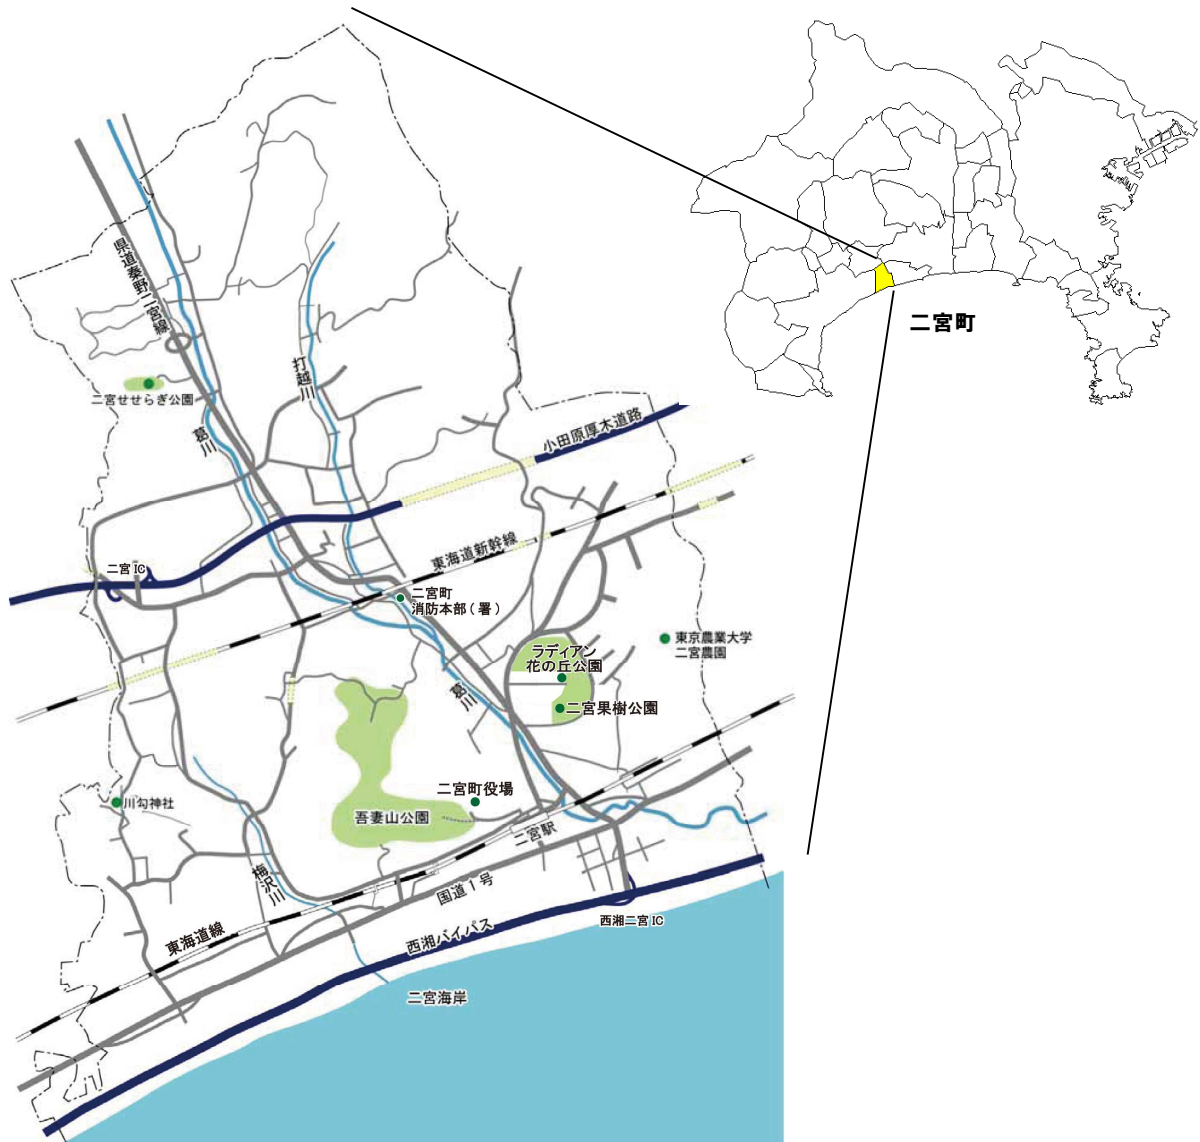 二宮町
県道秦野二宮線
打越川
二宮せせらぎ公園
葛川
小田原厚木道路
東海道新幹線
二宮IC
二宮町
消防本部(署)
東京農業大学
二宮農園
ラディアン
花の丘公園
葛川
二宮果樹公園
二宮町役場
川勾神社
吾妻山公園
二宮駅
梅沢川
国道1号
東海道線
西湘バイパス
西湘二宮IC
二宮海岸